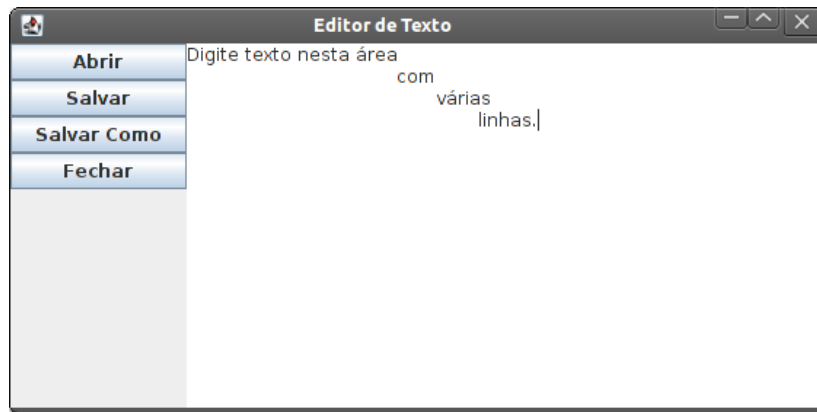 Editor de Texto
Abrir
Salvar
Salvar Como
Fechar
Digite texto nesta área
com
várias
linhas.